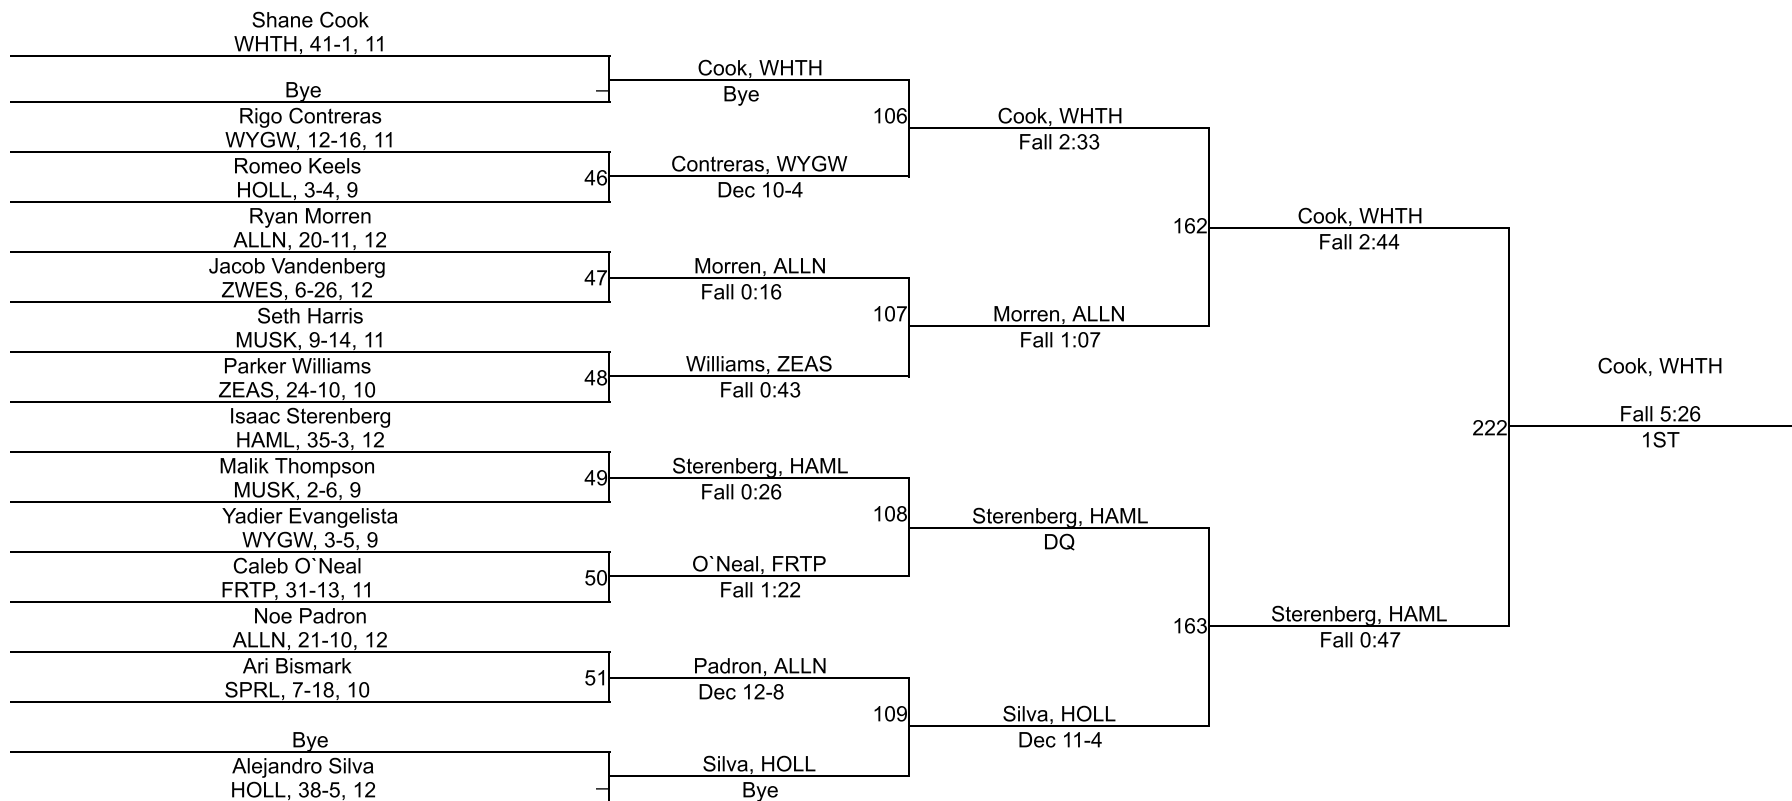 Shane Cook
WHTH, 41-1, 11
Bye
Rigo Contreras
WYGW, 12-16, 11
Romeo Keels
HOLL, 3-4, 9
Ryan Morren
ALLN, 20-11, 12
Jacob Vandenberg
ZWES, 6-26, 12
Seth Harris
MUSK, 9-14, 11
Parker Williams
ZEAS, 24-10, 10
Isaac Sterenberg
HAML, 35-3, 12
Malik Thompson
MUSK, 2-6, 9
Yadier Evangelista
WYGW, 3-5, 9
Caleb O`Neal
FRTP, 31-13, 11
Noe Padron
ALLN, 21-10, 12
Ari Bismark
SPRL, 7-18, 10
Bye
Alejandro Silva
HOLL, 38-5, 12
46
47
48
49
50
51
Cook, WHTH
Bye
Contreras, WYGW
Dec 10-4
Morren, ALLN
Fall 0:16
Williams, ZEAS
Fall 0:43
Sterenberg, HAML
Fall 0:26
O`Neal, FRTP
Fall 1:22
Padron, ALLN
Dec 12-8
Silva, HOLL
Bye
106
107
108
109
Cook, WHTH
Fall 2:33
Morren, ALLN
Fall 1:07
Sterenberg, HAML
DQ
Silva, HOLL
Dec 11-4
162
163
Cook, WHTH
Fall 2:44
Sterenberg, HAML
Fall 0:47
222
Cook, WHTH
Fall 5:26
1ST